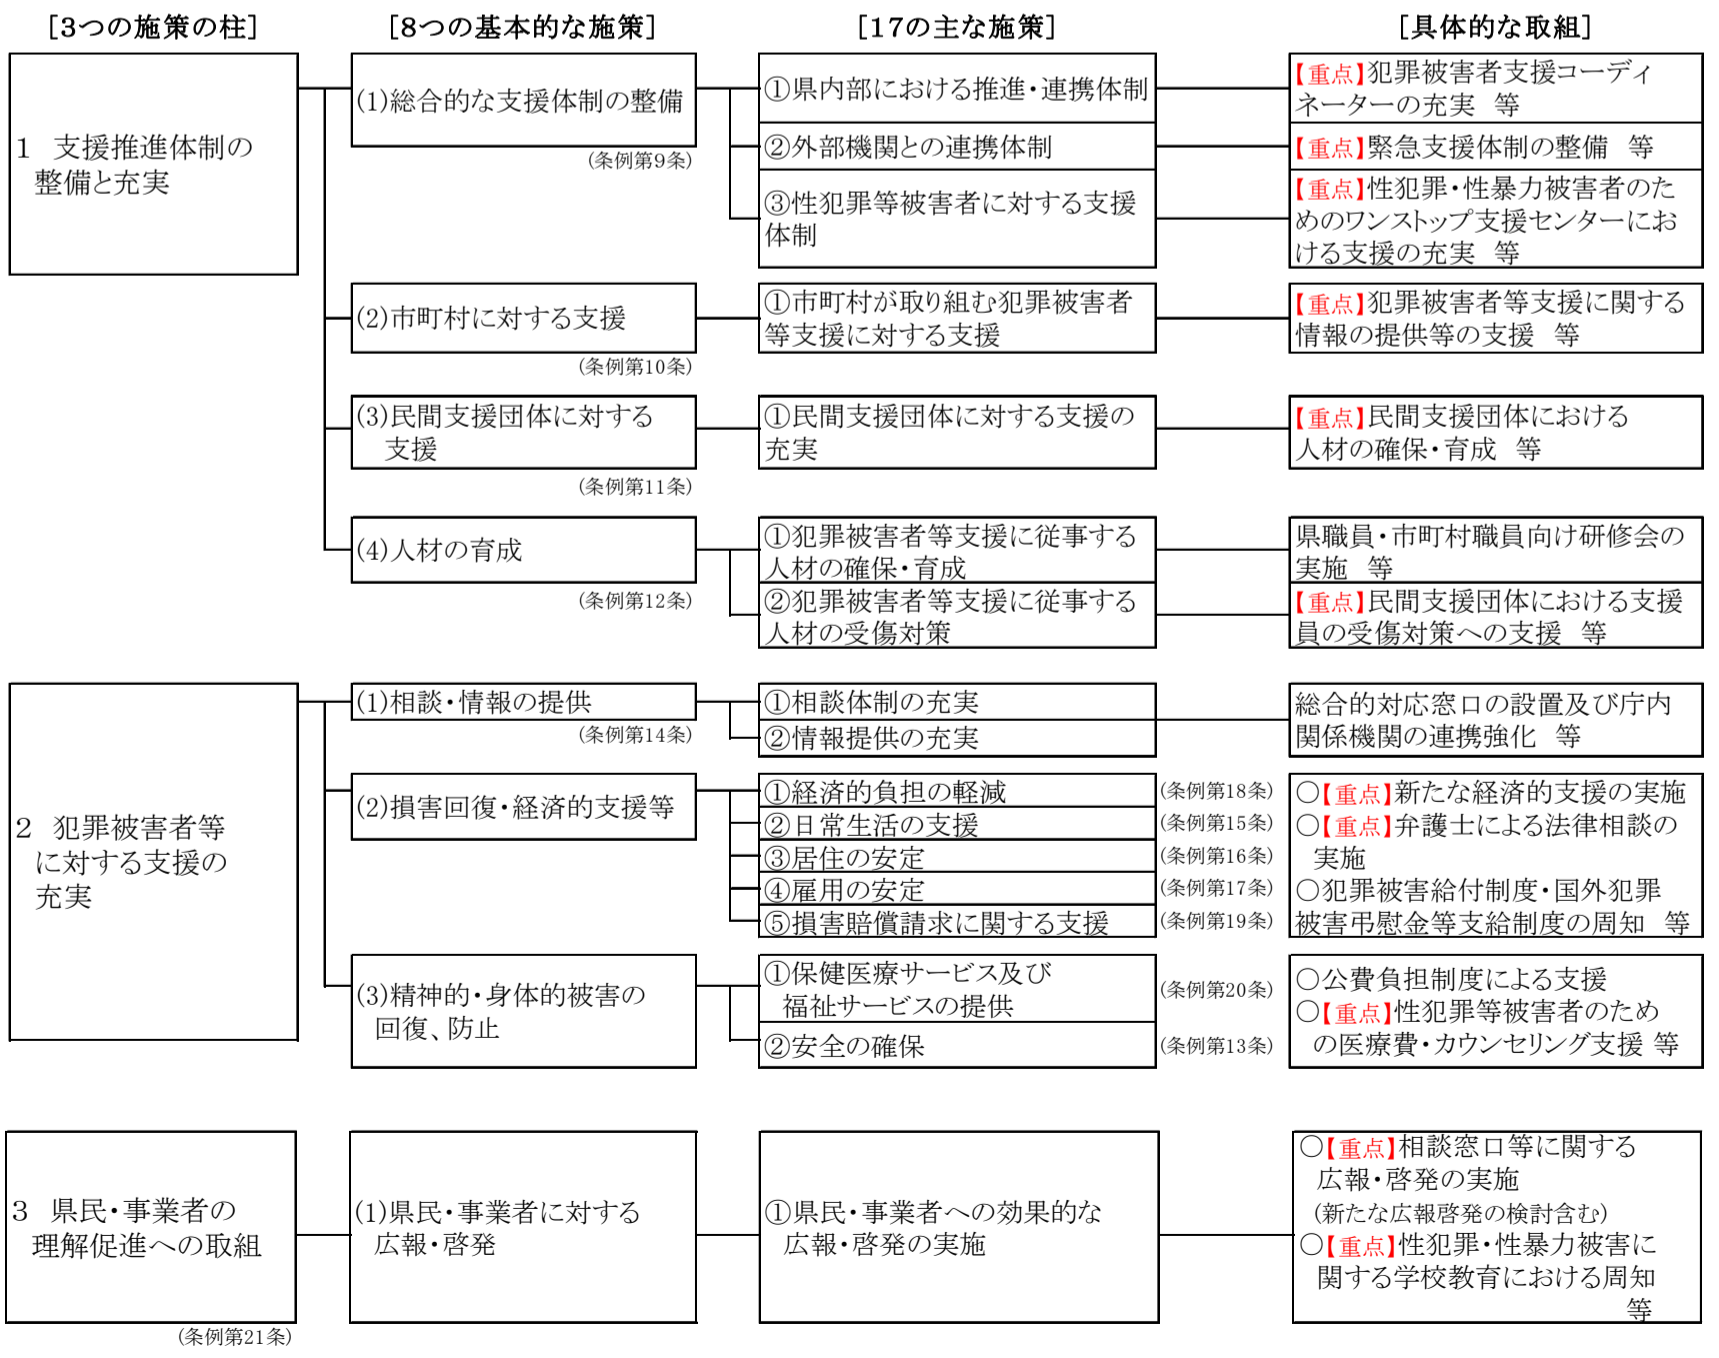 ［3つの施策の柱］
［8つの基本的な施策］
［17の主な施策］
［具体的な取組］
1　支援推進体制の
整備と充実
(1)総合的な支援体制の整備
(条例第9条)
①県内部における推進・連携体制
【重点】犯罪被害者支援コーディ
ネーターの充実　等
②外部機関との連携体制
【重点】緊急支援体制の整備　等
③性犯罪等被害者に対する支援
体制
【重点】性犯罪・性暴力被害者のた
めのワンストップ支援センターにお
ける支援の充実　等
(2)市町村に対する支援
(条例第10条)
①市町村が取り組む犯罪被害者
等支援に対する支援
【重点】犯罪被害者等支援に関する
情報の提供等の支援　等
(3)民間支援団体に対する
支援
(条例第11条)
①民間支援団体に対する支援の
充実
【重点】民間支援団体における
人材の確保・育成　等
(4)人材の育成
(条例第12条)
①犯罪被害者等支援に従事する
人材の確保・育成
県職員・市町村職員向け研修会の
実施　等
②犯罪被害者等支援に従事する
人材の受傷対策
【重点】民間支援団体における支援
員の受傷対策への支援　等
2　犯罪被害者等
に対する支援の
充実
(1)相談・情報の提供
(条例第14条)
①相談体制の充実
②情報提供の充実
総合的対応窓口の設置及び庁内
関係機関の連携強化　等
(2)損害回復・経済的支援等
①経済的負担の軽減
(条例第18条)
②日常生活の支援
(条例第15条)
③居住の安定
(条例第16条)
④雇用の安定
(条例第17条)
⑤損害賠償請求に関する支援
(条例第19条)
○【重点】新たな経済的支援の実施
○【重点】弁護士による法律相談の
実施
○犯罪被害給付制度・国外犯罪
被害弔慰金等支給制度の周知　等
(3)精神的・身体的被害の
回復、防止
①保健医療サービス及び
福祉サービスの提供
(条例第20条)
②安全の確保
(条例第13条)
○公費負担制度による支援
○【重点】性犯罪等被害者のため
の医療費・カウンセリング支援 等
3　県民・事業者の
理解促進への取組
(条例第21条)
(1)県民・事業者に対する
広報・啓発
①県民・事業者への効果的な
広報・啓発の実施
○【重点】相談窓口等に関する
広報・啓発の実施
(新たな広報啓発の検討含む)
○【重点】性犯罪・性暴力被害に
関する学校教育における周知
等